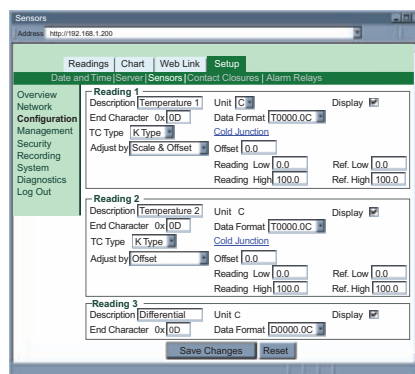 Sensors
Address http://192.168.1.200
Readings | Chart | Web Link | Setup
Date and Time|Server|Sensors|Contact Closures | Alarm Relays
Overview
Network
Configuration
Management
Security
Recording
System
Diagnostics
Log Out
Reading 1
Description Temperature 1 Unit C Display
End Character 0x 0D Data Format T0000.0C
TC Type K Type Cold Junction
Adjust by Scale & Offset Offset 0.0
Reading Low 0.0 Ref. Low 0.0
Reading High 100.0 Ref. High 100.0
Reading 2
Description Temperature 2 Unit C Display
End Character 0x 0D Data Format T0000.0C
TC Type K Type Cold Junction
Adjust by Offset Offset 0.0
Reading Low 0.0 Ref. Low 0.0
Reading High 100.0 Ref. High 100.0
Reading 3
Description Differential Unit C Display
End Character 0x 0D Data Format D0000.0C
Save Changes Reset